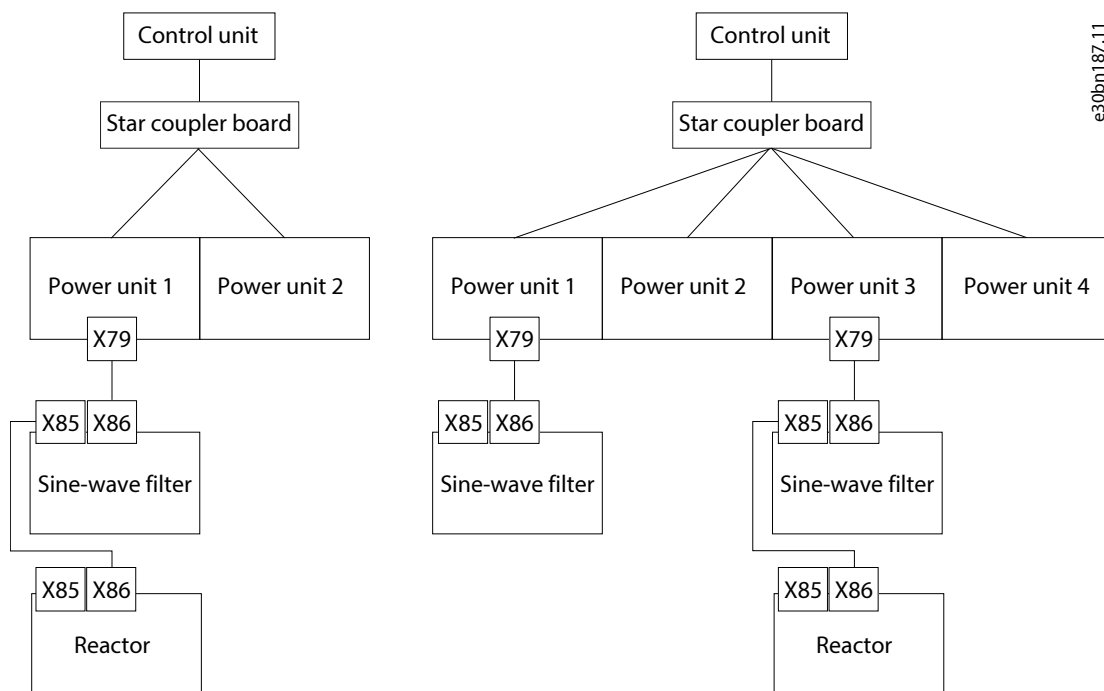 Control unit
Star coupler board
Power unit 1
Power unit 2
X79
X85
X86
Sine-wave filter
X85
X86
Reactor
Control unit
Star coupler board
Power unit 1
Power unit 2
Power unit 3
Power unit 4
X79
X79
X85
X86
Sine-wave filter
X85
X86
Sine-wave filter
X85
X86
Reactor
e30bn187.11